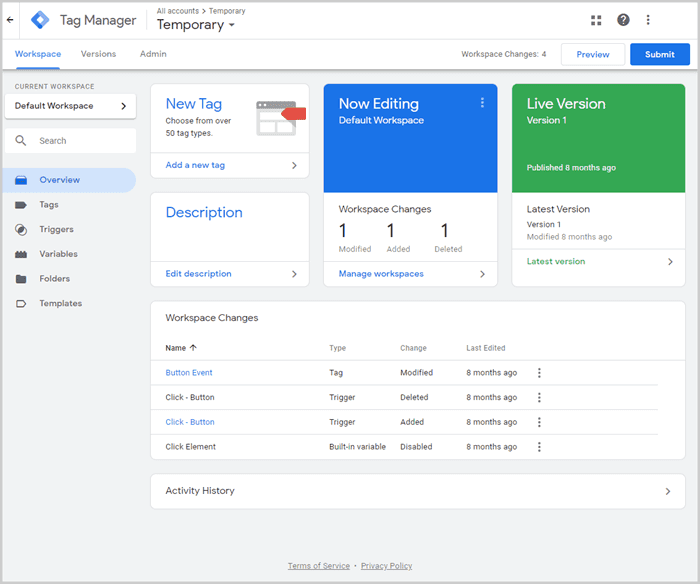 Tag Manager
All accounts > Temporary
Temporary
Workspace Versions Admin
Workspace Changes: 4 Preview Submit
CURRENT WORKSPACE
Default Workspace
Search
Overview
Tags
Triggers
Variables
Folders
Templates
New Tag
Choose from over
50 tag types.
Add a new tag
Description
Edit description
Now Editing
Default Workspace
Workspace Changes
1 1 1
Modified Added Deleted
Manage workspaces
Live Version
Version 1
Published 8 months ago
Latest Version
Version 1
Modified 8 months ago
Latest version
Workspace Changes
Name Type Change Last Edited
Button Event Tag Modified 8 months ago
Click - Button Trigger Deleted 8 months ago
Click - Button Trigger Added 8 months ago
Click Element Built-in variable Disabled 8 months ago
Activity History
Terms of Service · Privacy Policy